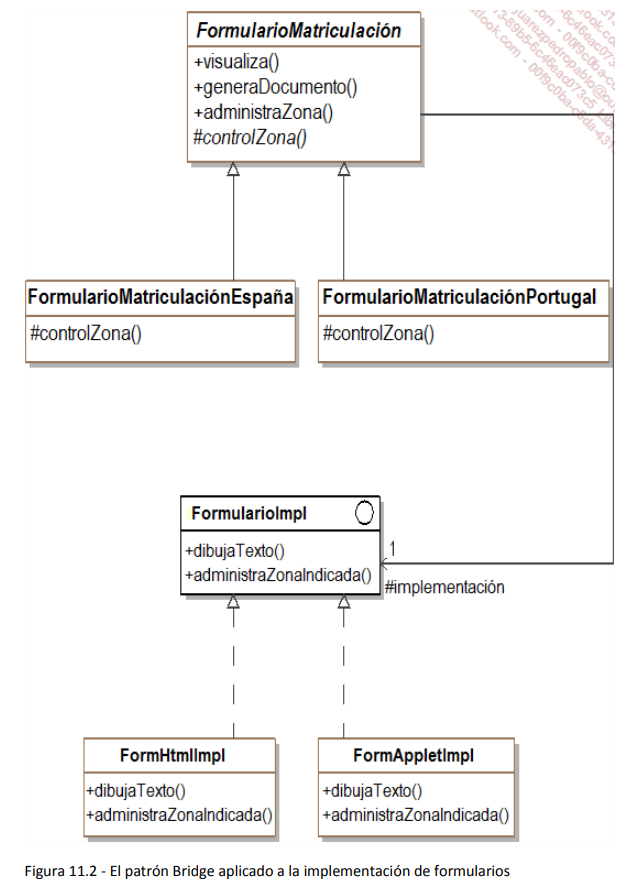 FormularioMatriculación
+visualiza()
+generaDocumento()
+administraZona()
#controlZona()
FormularioMatriculaciónEspaña
#controlZona()
FormularioMatriculaciónPortugal
#controlZona()
FormularioImpl
+dibujaTexto()
+administraZonaIndicada()
1
#implementación
FormHtmlImpl
+dibujaTexto()
+administraZonaIndicada()
FormAppletImpl
+dibujaTexto()
+administraZonaIndicada()
Figura 11.2 - El patrón Bridge aplicado a la implementación de formularios